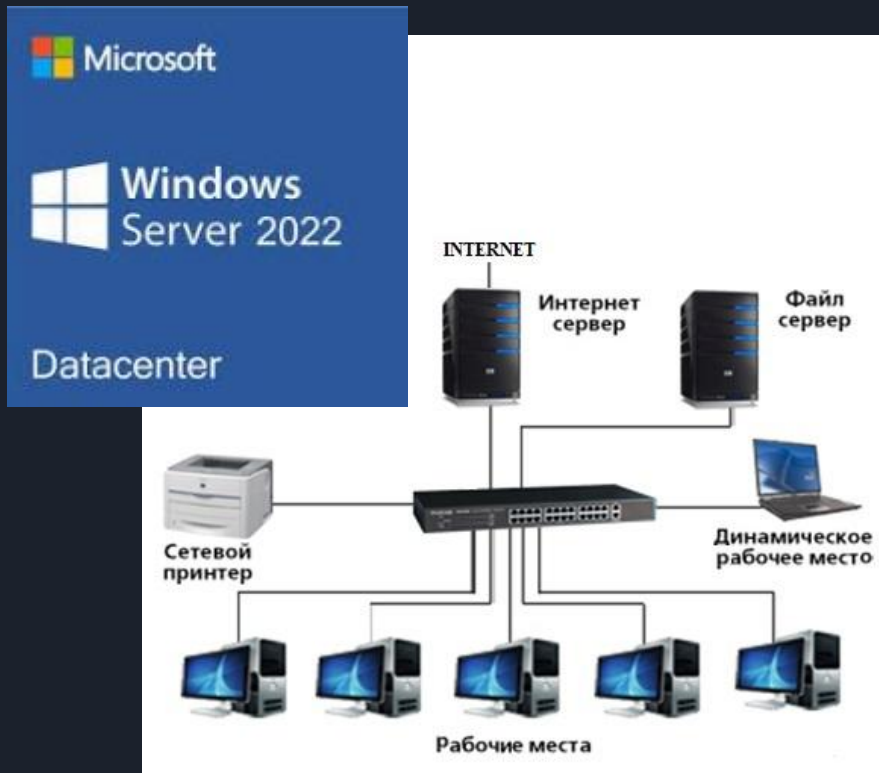 Microsoft
Windows
Server 2022
Datacenter
INTERNET
Интернет
сервер
Файл
сервер
Сетевой
принтер
Динамическое
рабочее место
Рабочие места